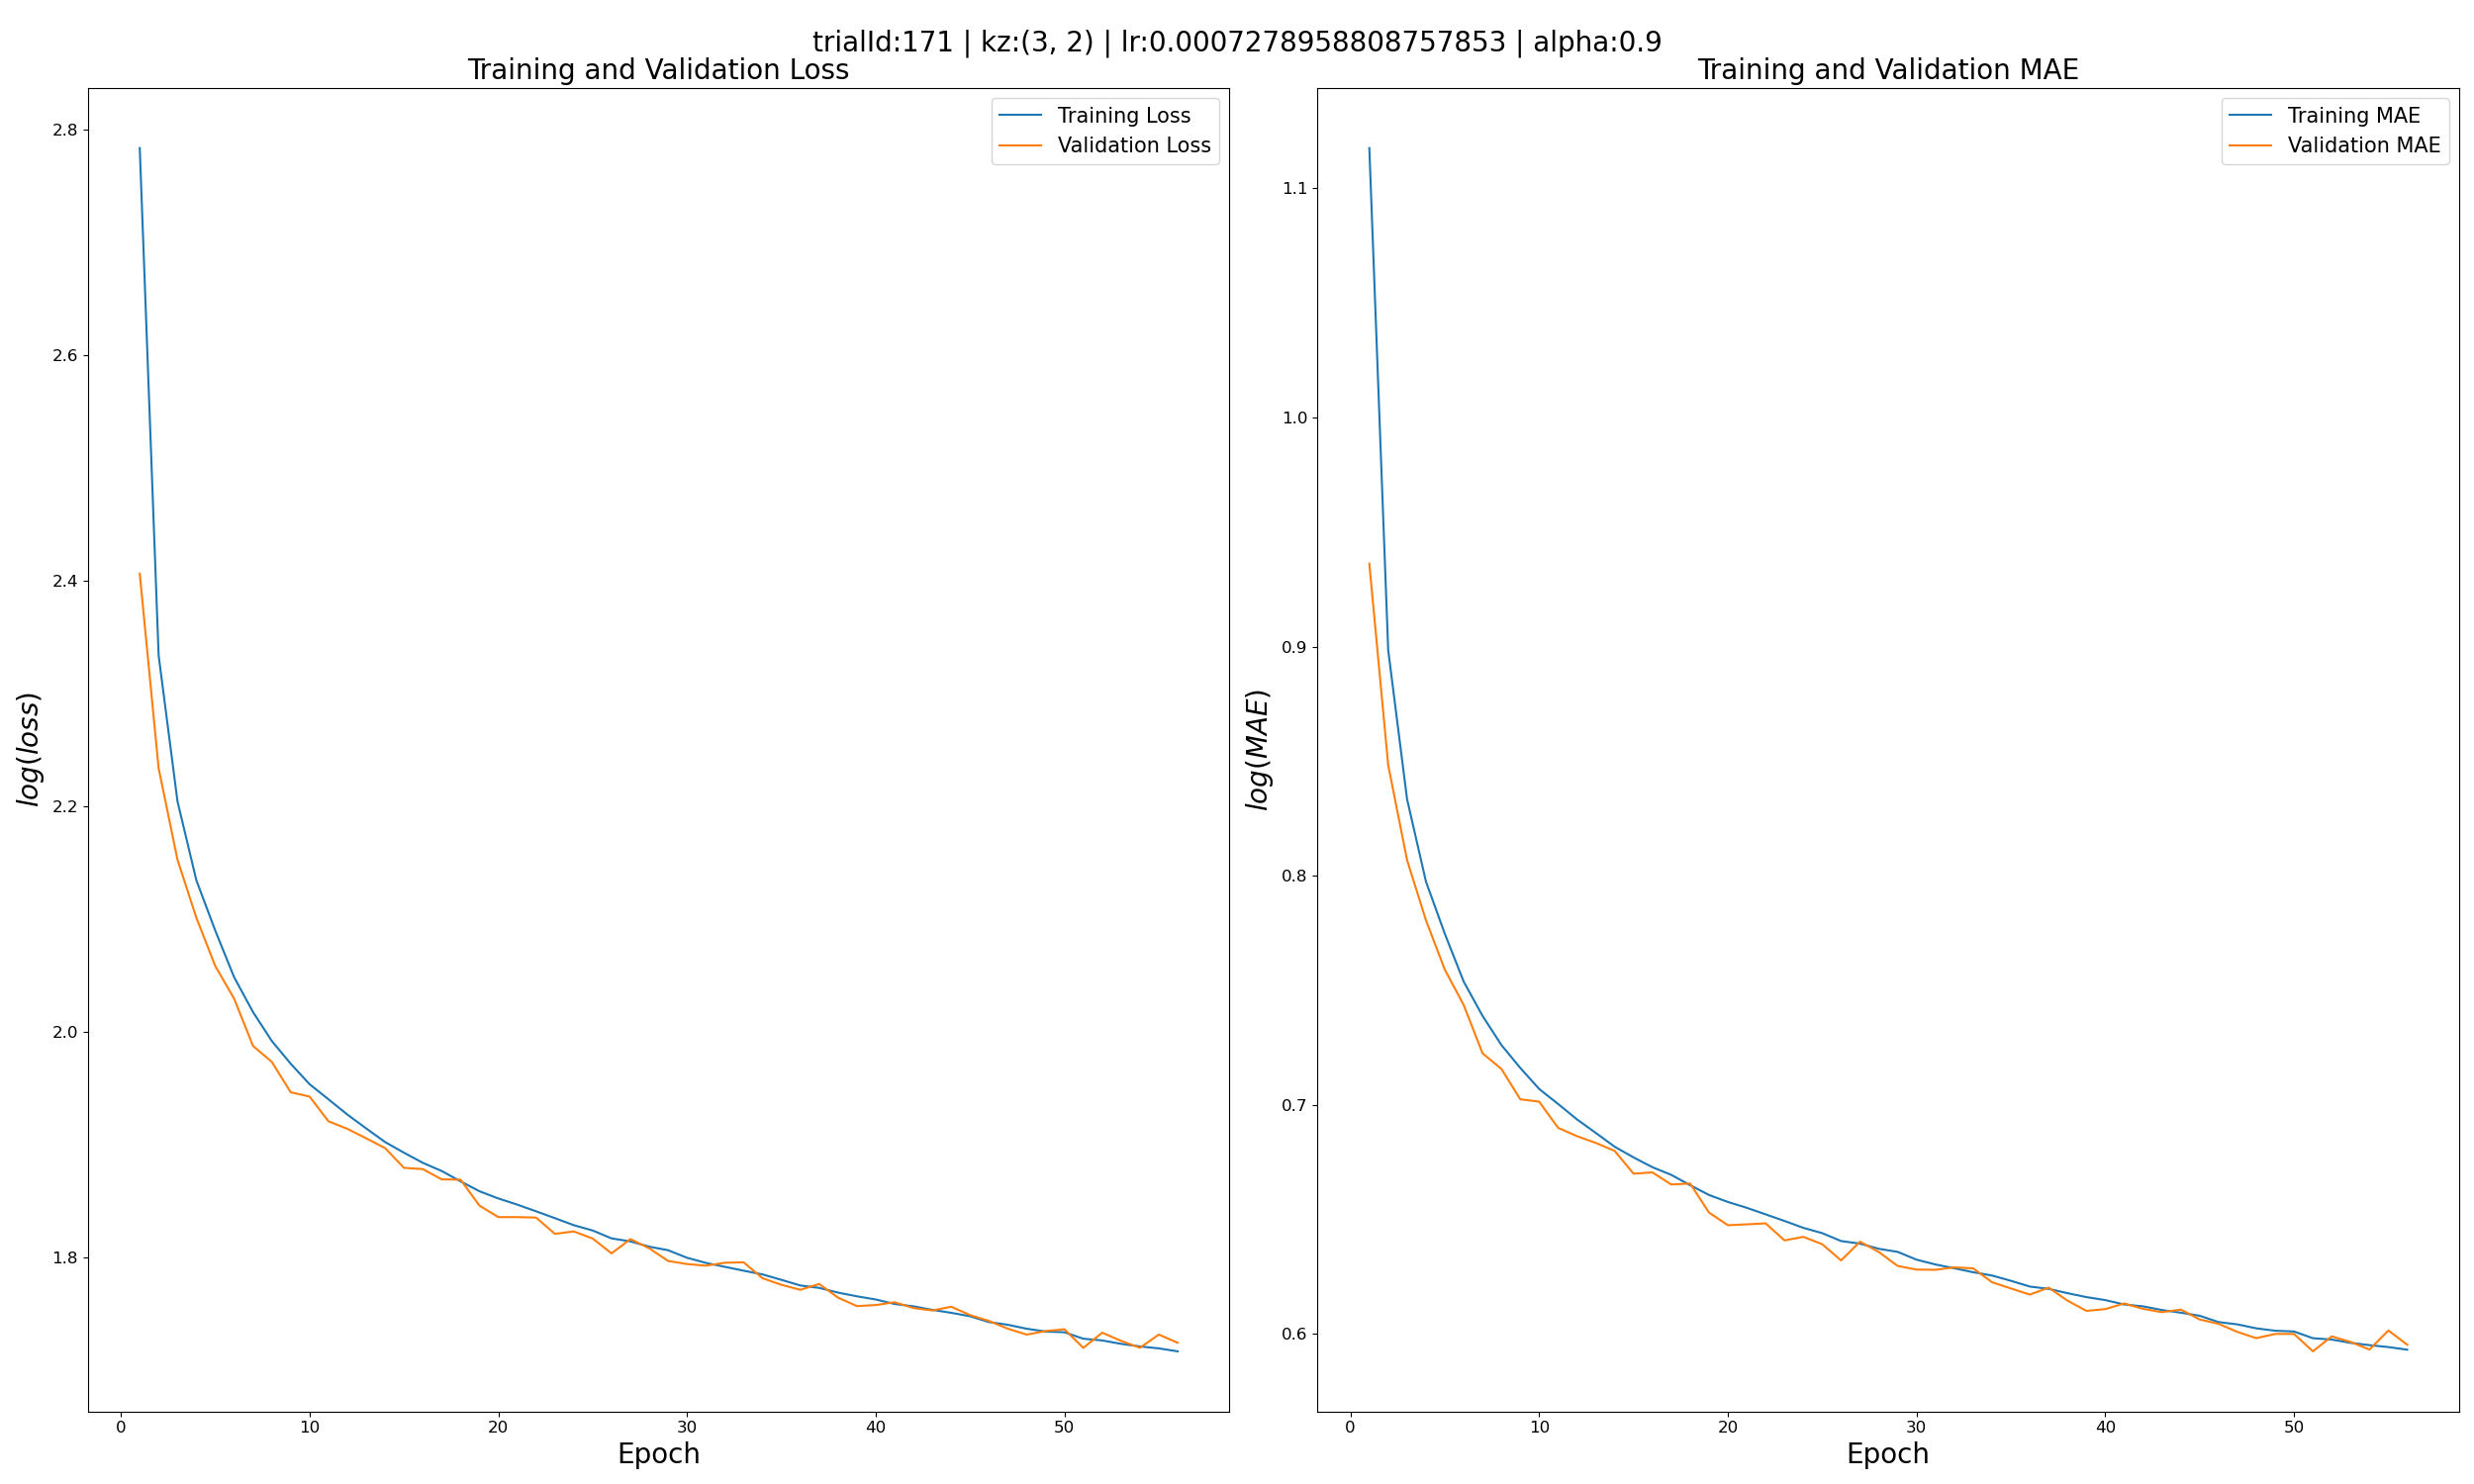 trialId:171 | kz:(3, 2) | lr:0.0007278958808757853 | alpha:0.9
Training and Validation Loss
Training Loss
Validation Loss
2.8
2.6
2.4
2.2
2.0
1.8
log(loss)
0 10 20 30 40 50
Epoch
Training and Validation MAE
Training MAE
Validation MAE
1.1
1.0
0.9
0.8
0.7
0.6
log(MAE)
0 10 20 30 40 50
Epoch